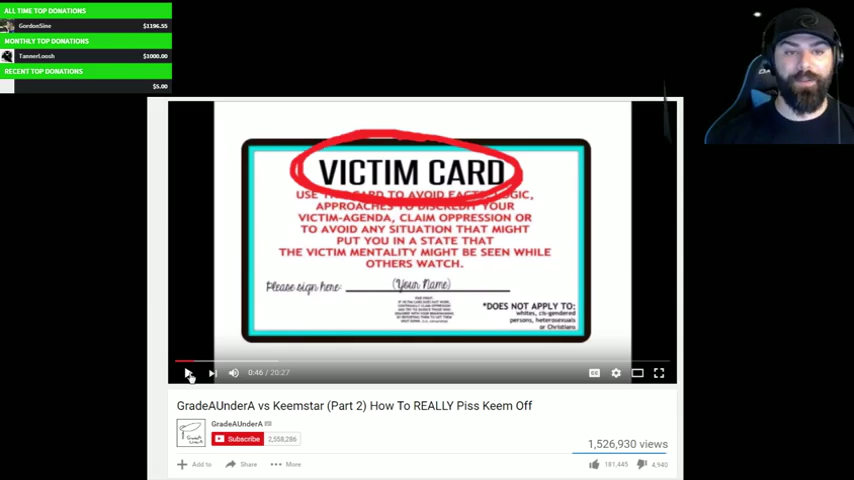 ALL TIME TOP DONATIONS
GordonSine $1196.55
MONTHLY TOP DONATIONS
TannerLoosh $1000.00
RECENT TOP DONATIONS
$5.00
VICTIM CARD
USE THIS CARD TO AVOID FACTS, LOGIC,
APPROACHES TO DISCREDIT YOUR
VICTIM-AGENDA, CLAIM OPPRESSION OR
TO AVOID ANY SITUATION THAT MIGHT
PUT YOU IN A STATE THAT
THE VICTIM MENTALITY MIGHT BE SEEN WHILE
OTHERS WATCH.
Please sign here: (Your Name)
*DOES NOT APPLY TO:
whites, cis-gendered
persons, heterosexuals
or Christians
0:46 / 20:27
CC
GradeAUnderA vs Keemstar (Part 2) How To REALLY Piss Keem Off
GradeAUnderA
Subscribe 2,558,286
1,526,930 views
Add to Share More
181,445 4,940